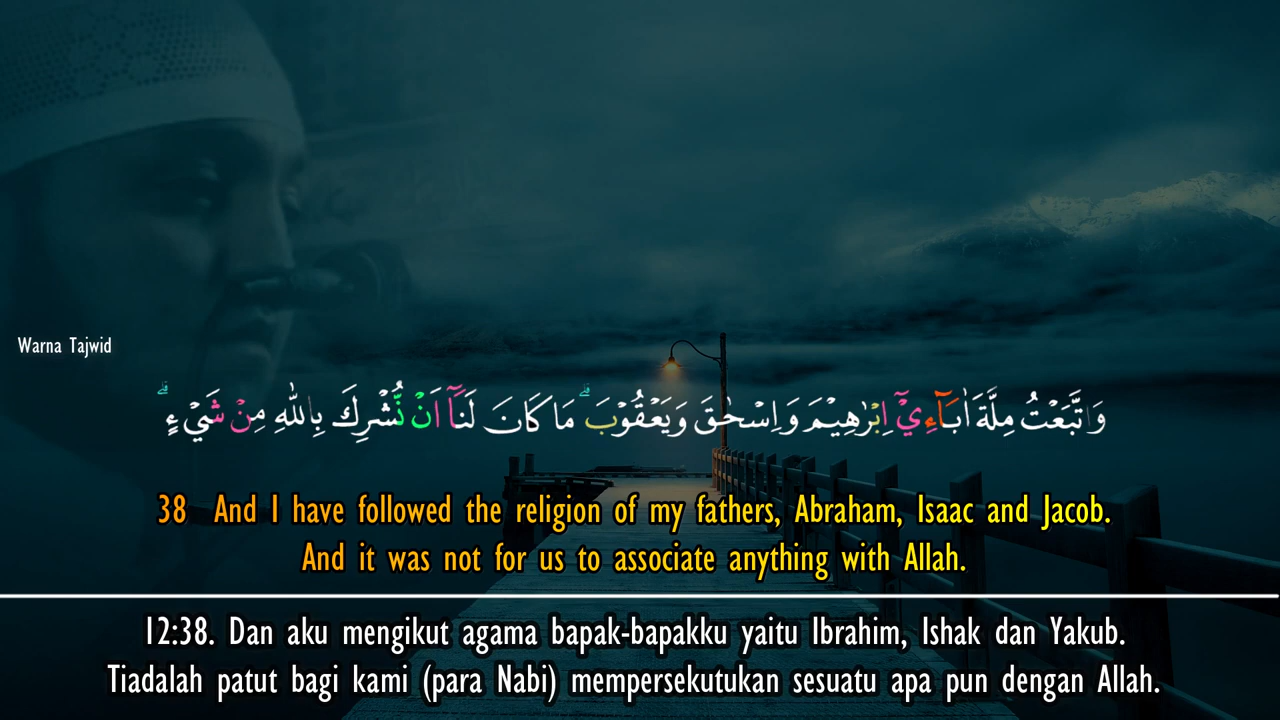 Warna Tajwid
وَاتَّبَعْتُ مِلَّةَ اٰبَاۤءِيْٓ اِبْرٰهِيْمَ وَاِسْحٰقَ وَيَعْقُوْبَۗ مَا كَانَ لَنَآ اَنْ نُّشْرِكَ بِاللّٰهِ مِنْ شَيْءٍۗ
38 And I have followed the religion of my fathers, Abraham, Isaac and Jacob.
And it was not for us to associate anything with Allah.
12:38. Dan aku mengikut agama bapak-bapakku yaitu Ibrahim, Ishak dan Yakub.
Tiadalah patut bagi kami (para Nabi) mempersekutukan sesuatu apa pun dengan Allah.